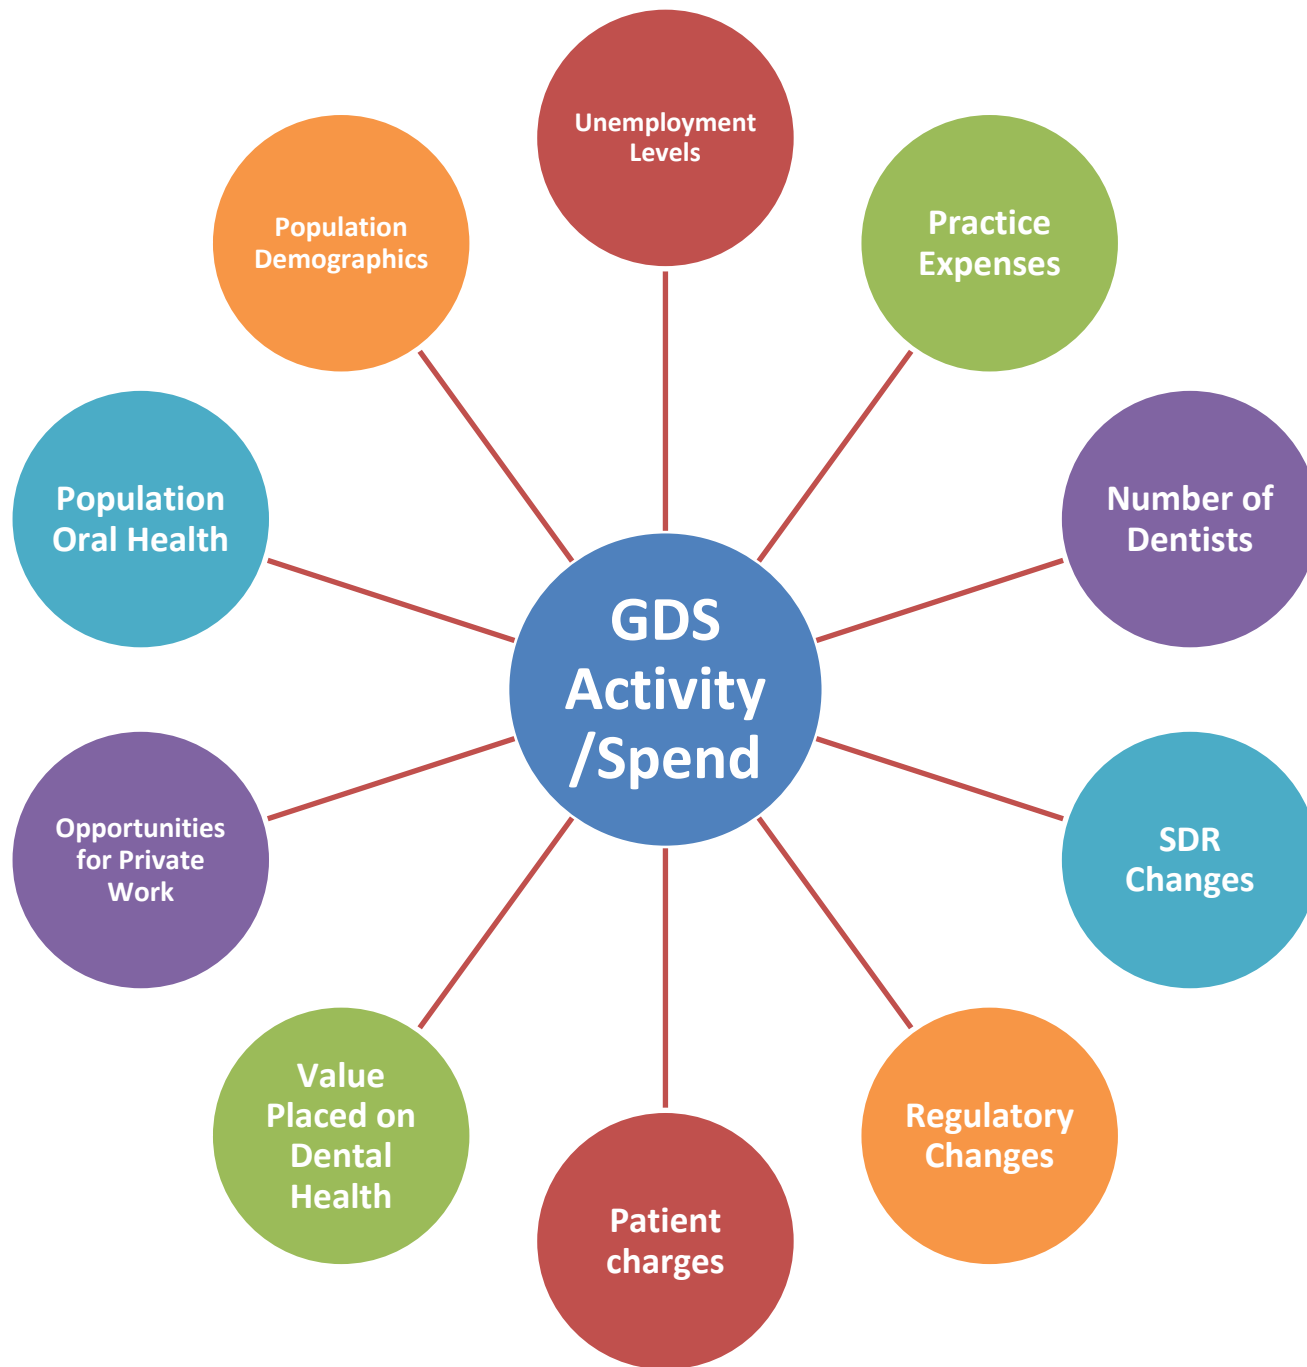 Unemployment
Levels
Practice
Expenses
Number of
Dentists
SDR
Changes
Regulatory
Changes
Patient
charges
Value
Placed on
Dental
Health
Opportunities
for Private
Work
Population
Oral Health
Population
Demographics
GDS
Activity
/Spend